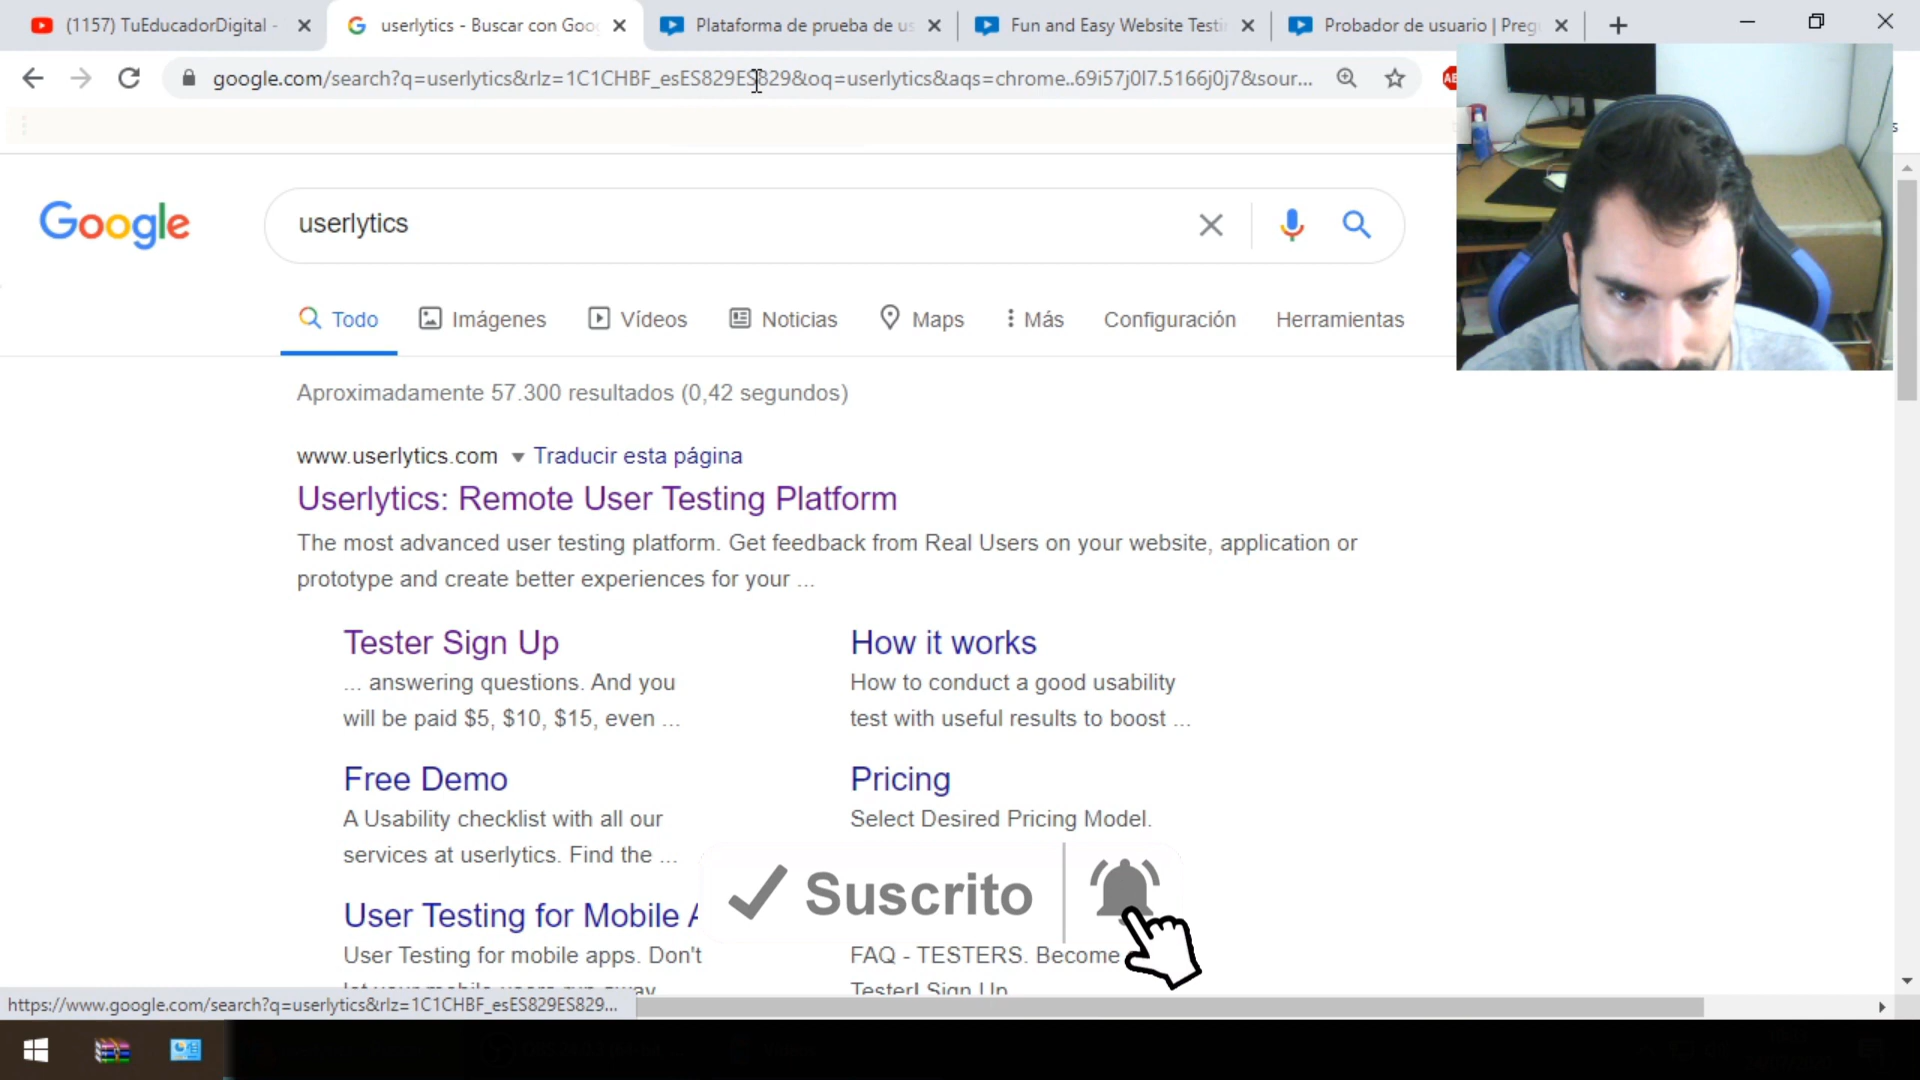 (1157) TuEducadorDigital -
userlytics - Buscar con Goo
Plataforma de prueba de us
Fun and Easy Website Testi
Probador de usuario | Preg
google.com/search?q=userlytics&rlz=1C1CHBF_esES829ES829&oq=userlytics&aqs=chrome..69i57j0l7.5166j0j7&sour...
Google
userlytics
Todo
Imágenes
Vídeos
Noticias
Maps
Más
Configuración
Herramientas
Aproximadamente 57.300 resultados (0,42 segundos)
www.userlytics.com
Traducir esta página
Userlytics: Remote User Testing Platform
The most advanced user testing platform. Get feedback from Real Users on your website, application or
prototype and create better experiences for your ...
Tester Sign Up
... answering questions. And you
will be paid $5, $10, $15, even ...
How it works
How to conduct a good usability
test with useful results to boost ...
Free Demo
A Usability checklist with all our
services at userlytics. Find the ...
Pricing
Select Desired Pricing Model.
Suscrito
User Testing for Mobile
User Testing for mobile apps. Don't
FAQ - TESTERS. Become
Tester! Sign Up
https://www.google.com/search?q=userlytics&rlz=1C1CHBF_esES829ES829...